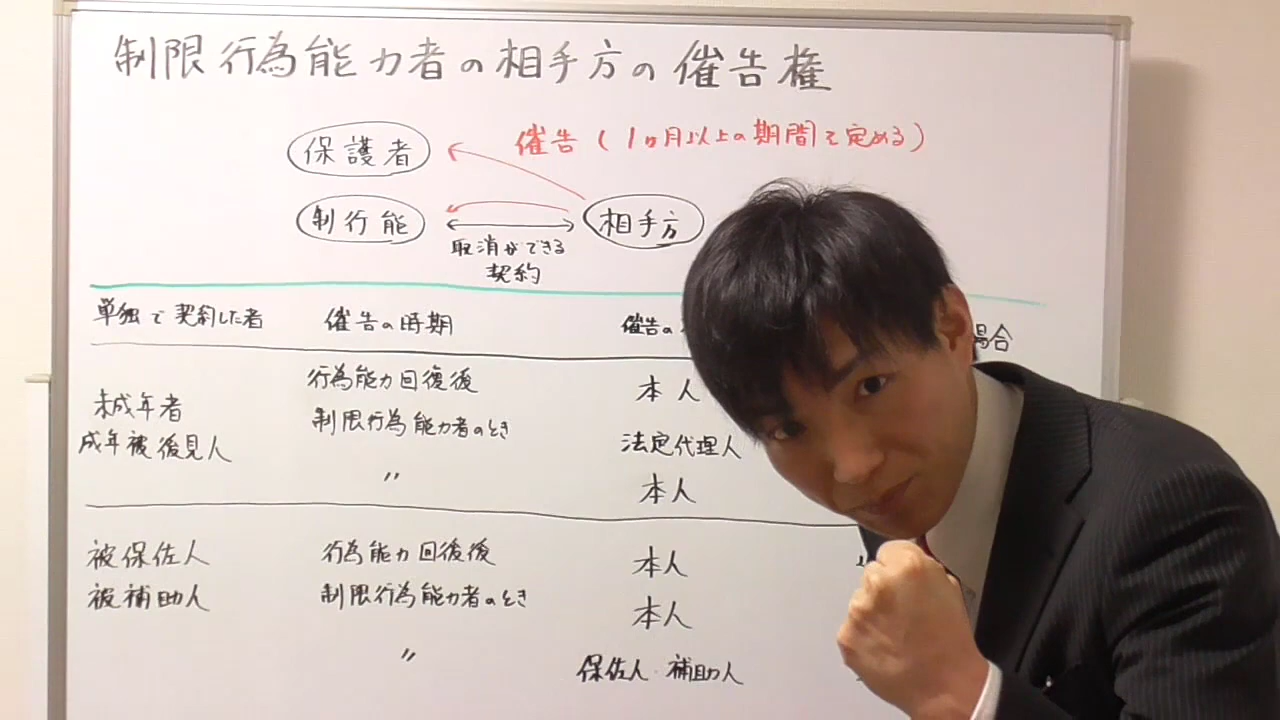 制限行為能力者の相手方の催告権
催告(1ヵ月以上の期間を定める)
保護者
制行能
相手方
取消ができる
契約
単独で契約した者 催告の時期 催告の 場合
行為能力回復後 本人
未成年者 制限行為能力者のとき 法定代理人
成年被後見人
〃 本人
被保佐人 行為能力回復後 本人
被補助人 制限行為能力者のとき 本人
〃 保佐人・補助人